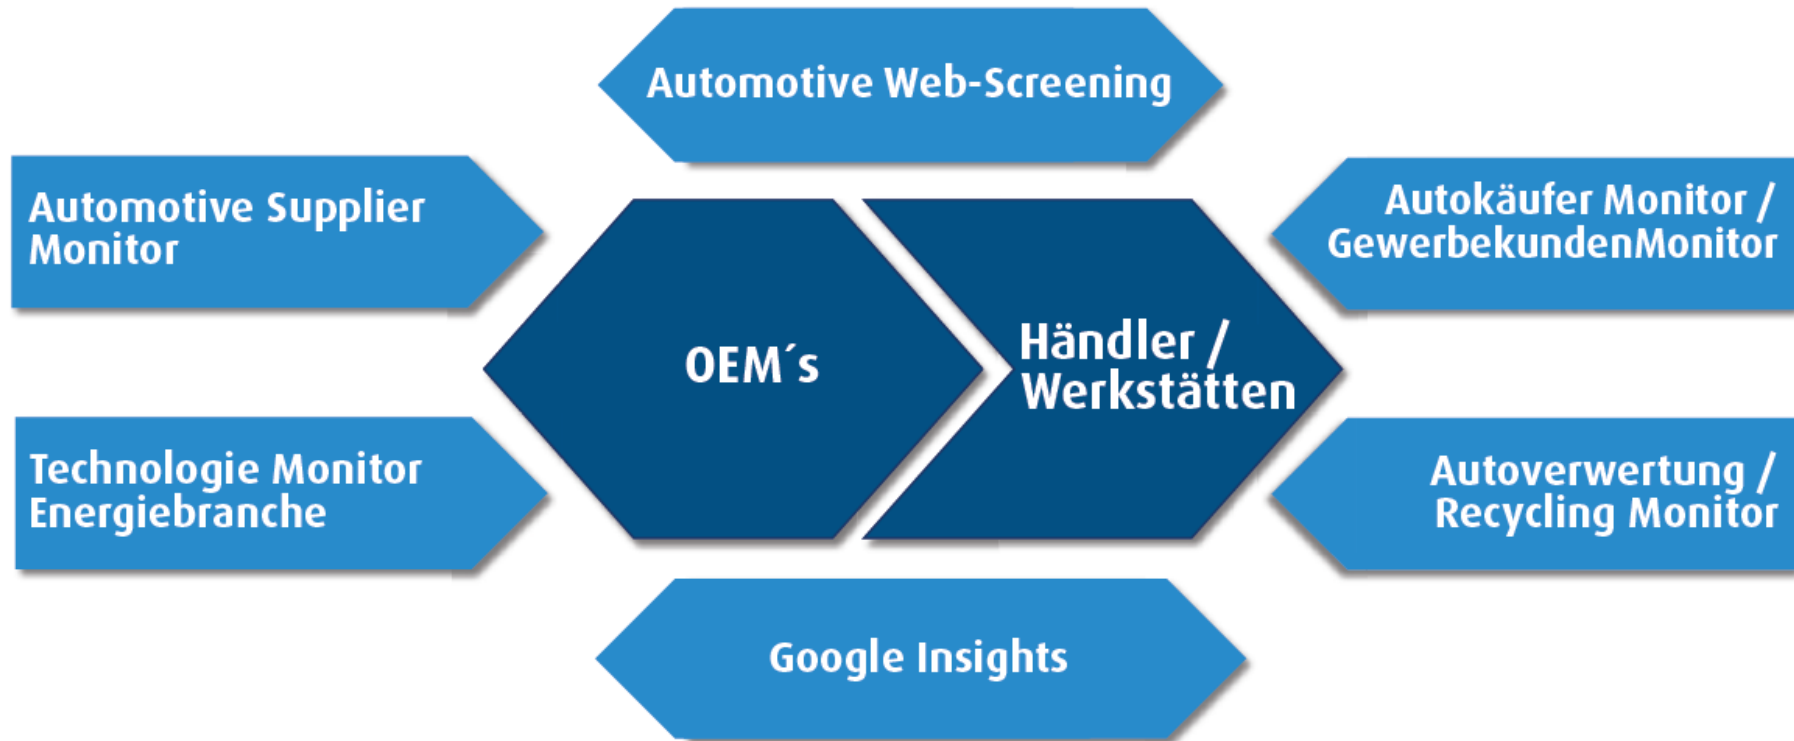 Automotive Web-Screening
Automotive Supplier
Monitor
Autokäufer Monitor /
GewerbekundenMonitor
OEM´s
Händler /
Werkstätten
Technologie Monitor
Energiebranche
Autoverwertung /
Recycling Monitor
Google Insights